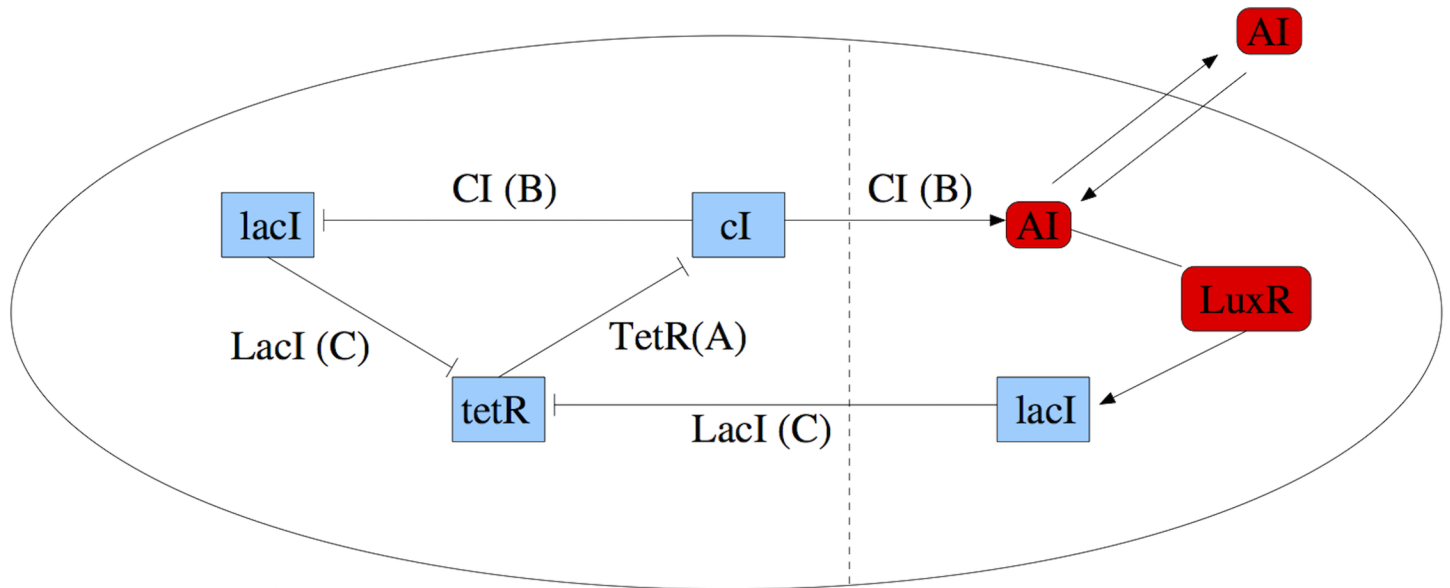 AI
CI (B)
CI (B)
lacI
cI
AI
LuxR
LacI (C)
TetR(A)
tetR
lacI
LacI (C)